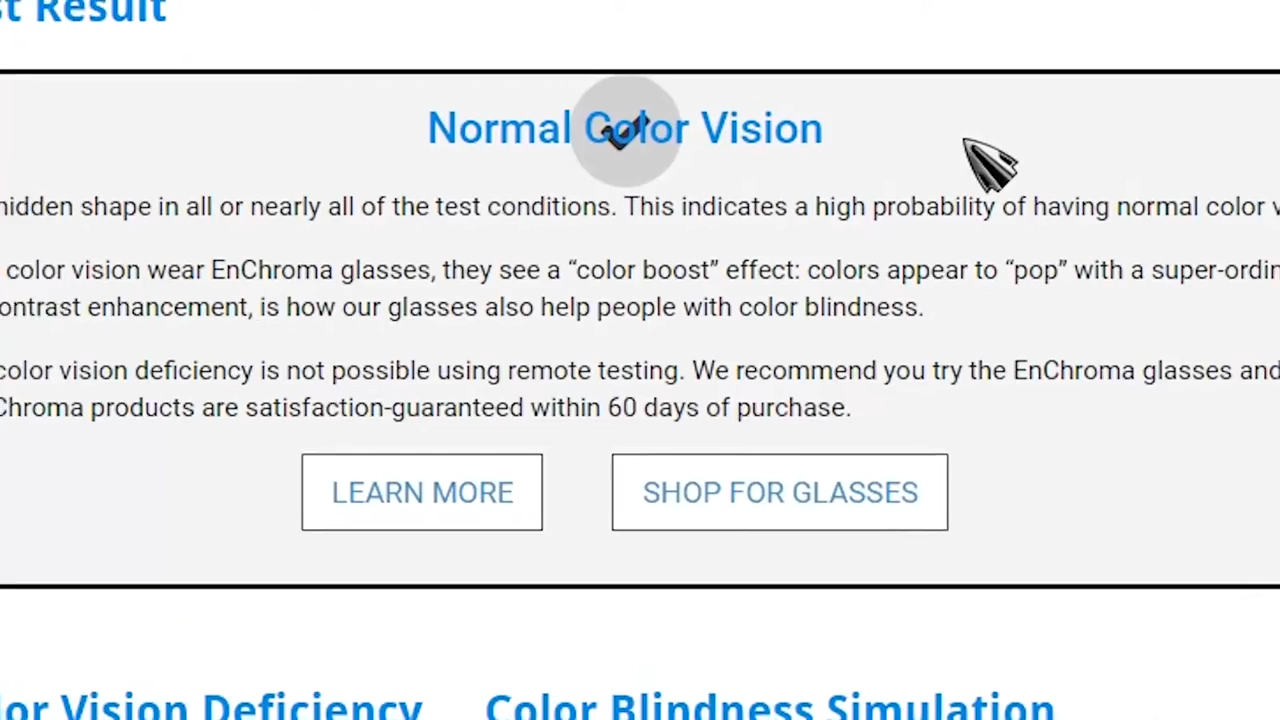 st Result
Normal Color Vision
hidden shape in all or nearly all of the test conditions. This indicates a high probability of having normal color v
color vision wear EnChroma glasses, they see a “color boost” effect: colors appear to “pop” with a super-ordin
ontrast enhancement, is how our glasses also help people with color blindness.
color vision deficiency is not possible using remote testing. We recommend you try the EnChroma glasses and
Chroma products are satisfaction-guaranteed within 60 days of purchase.
LEARN MORE SHOP FOR GLASSES
lor Vision Deficiency Color Blindness Simulation